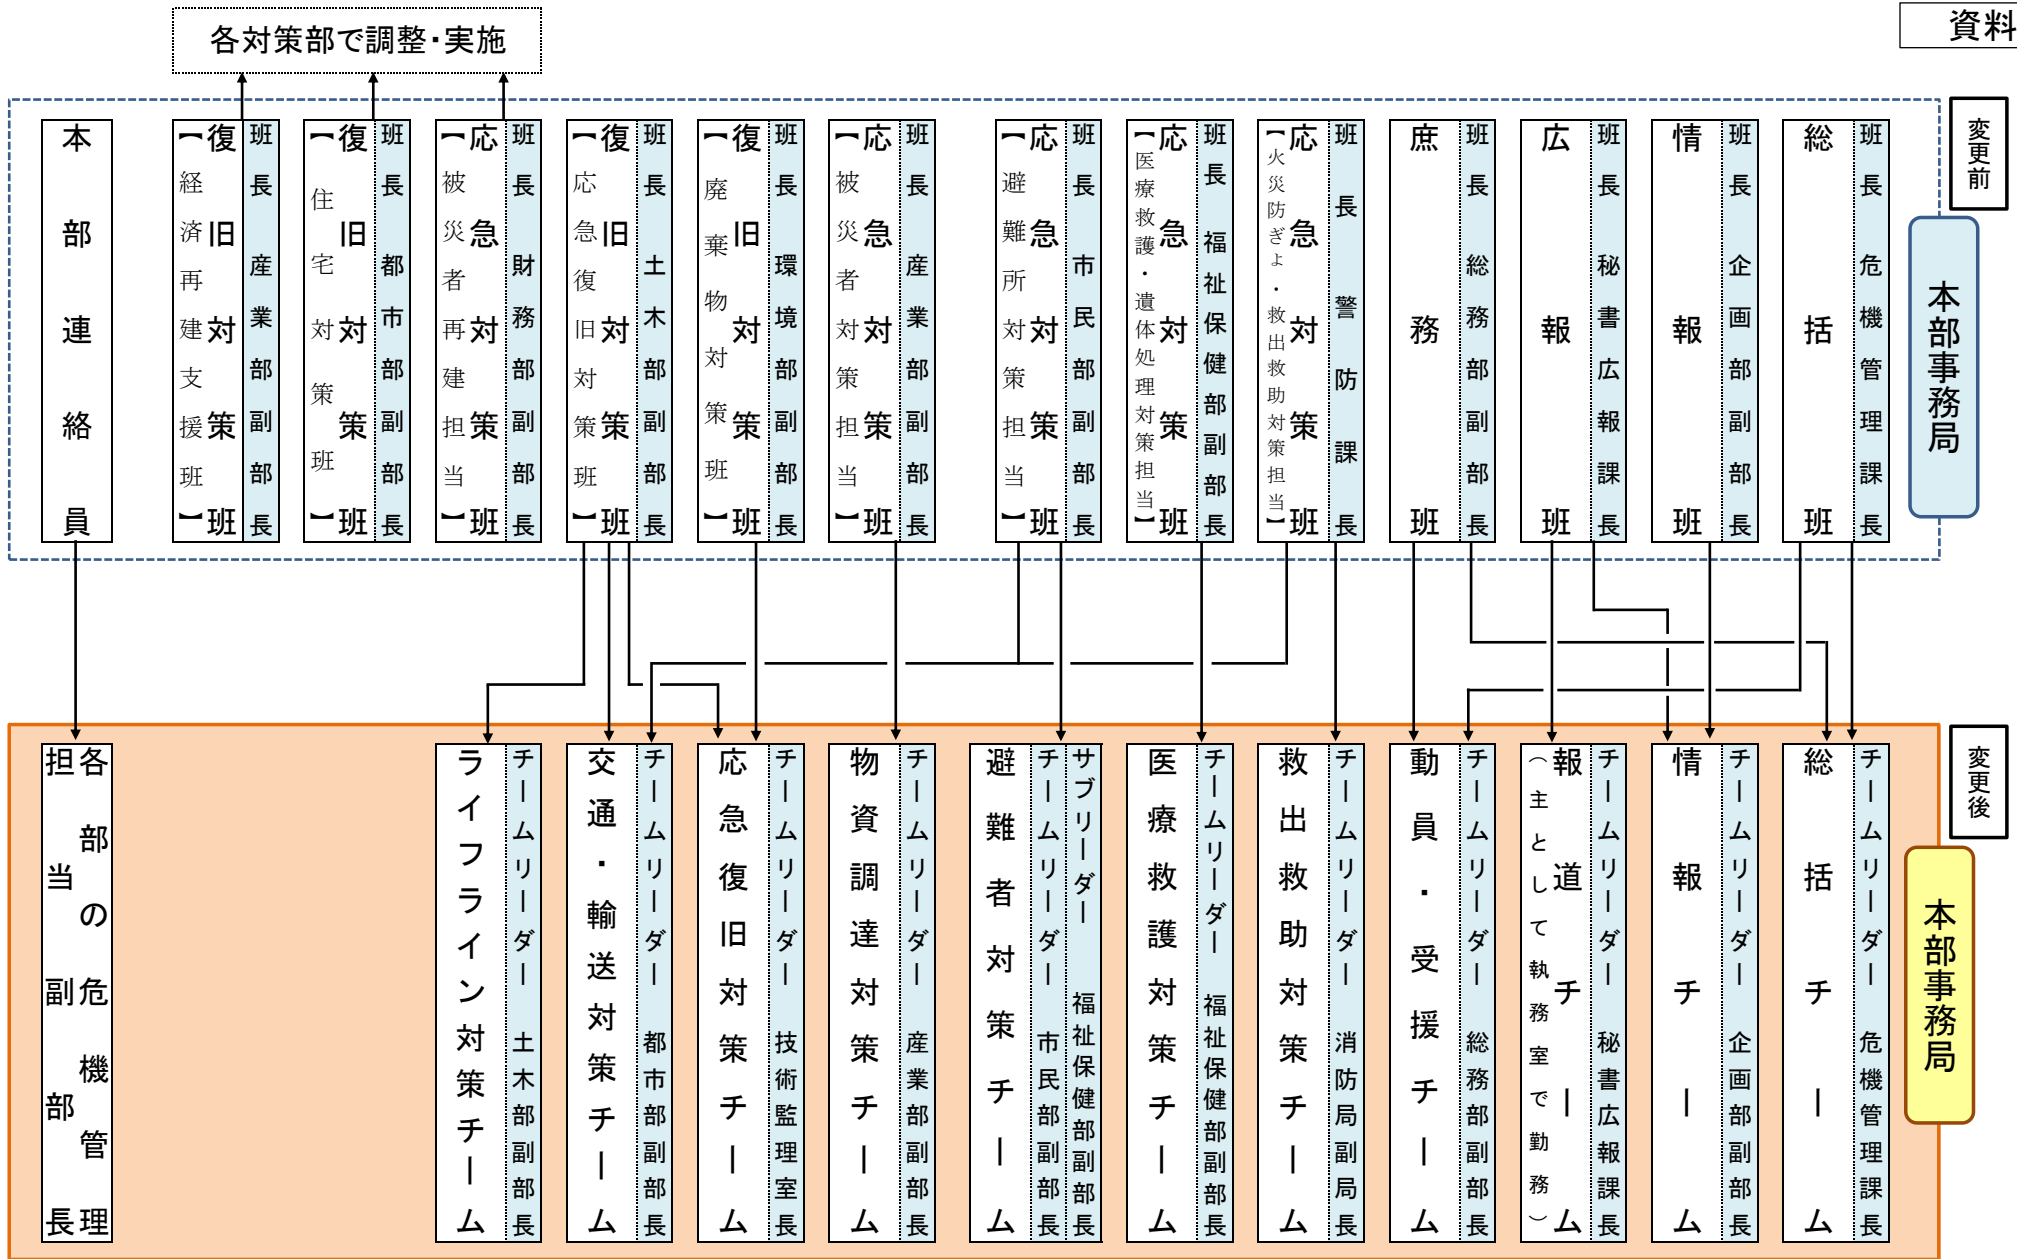 資料
各対策部で調整・実施
変更前
本部事務局
総括班
班長 危機管理課長
情報班
班長 企画部副部長
広報班
班長 秘書広報課長
庶務班
班長 総務部副部長
応急対策班
【火災防ぎょ・救出救助対策担当】
班長 警防課長
応急対策班
【医療救護・遺体処理対策担当】
班長 福祉保健部副部長
応急対策班
【避難所対策担当】
班長 市民部副部長
応急対策班
【被災者対策担当】
班長 産業部副部長
復旧対策班
【廃棄物対策班】
班長 環境部副部長
復旧対策班
【応急復旧対策班】
班長 土木部副部長
応急対策班
【被災者再建担当】
班長 財務部副部長
復旧対策班
【住宅対策班】
班長 都市部副部長
復旧対策班
【経済再建支援班】
班長 産業部副部長
本部連絡員
変更後
本部事務局
総括チーム
チームリーダー 危機管理課長
情報チーム
チームリーダー 企画部副部長
報道チーム
（主として執務室で勤務）
チームリーダー 秘書広報課長
動員・受援チーム
チームリーダー 総務部副部長
救出救助対策チーム
チームリーダー 消防局副局長
医療救護対策チーム
チームリーダー 福祉保健部副部長
避難者対策チーム
チームリーダー 市民部副部長
サブリーダー 福祉保健部副部長
物資調達対策チーム
チームリーダー 産業部副部長
応急復旧対策チーム
チームリーダー 技術監理室長
交通・輸送対策チーム
チームリーダー 都市部副部長
ライフライン対策チーム
チームリーダー 土木部副部長
各部の危機管理
担当副部長